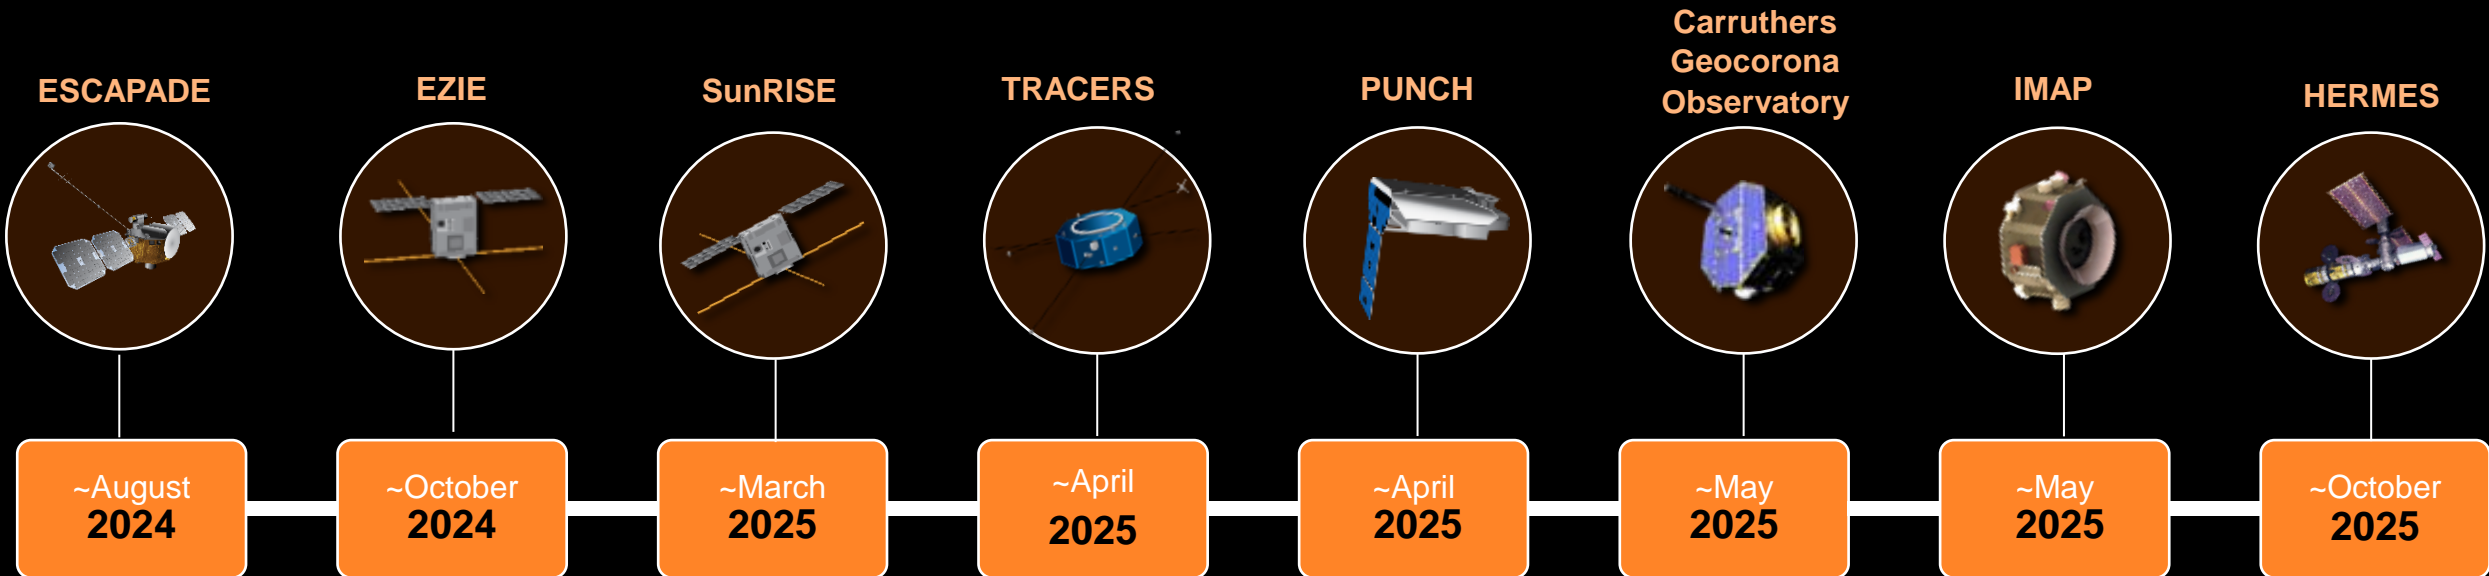 ESCAPADE
~August
2024
EZIE
~October
2024
SunRISE
~March
2025
TRACERS
~April
2025
PUNCH
~April
2025
Carruthers
Geocorona
Observatory
~May
2025
IMAP
~May
2025
HERMES
~October
2025